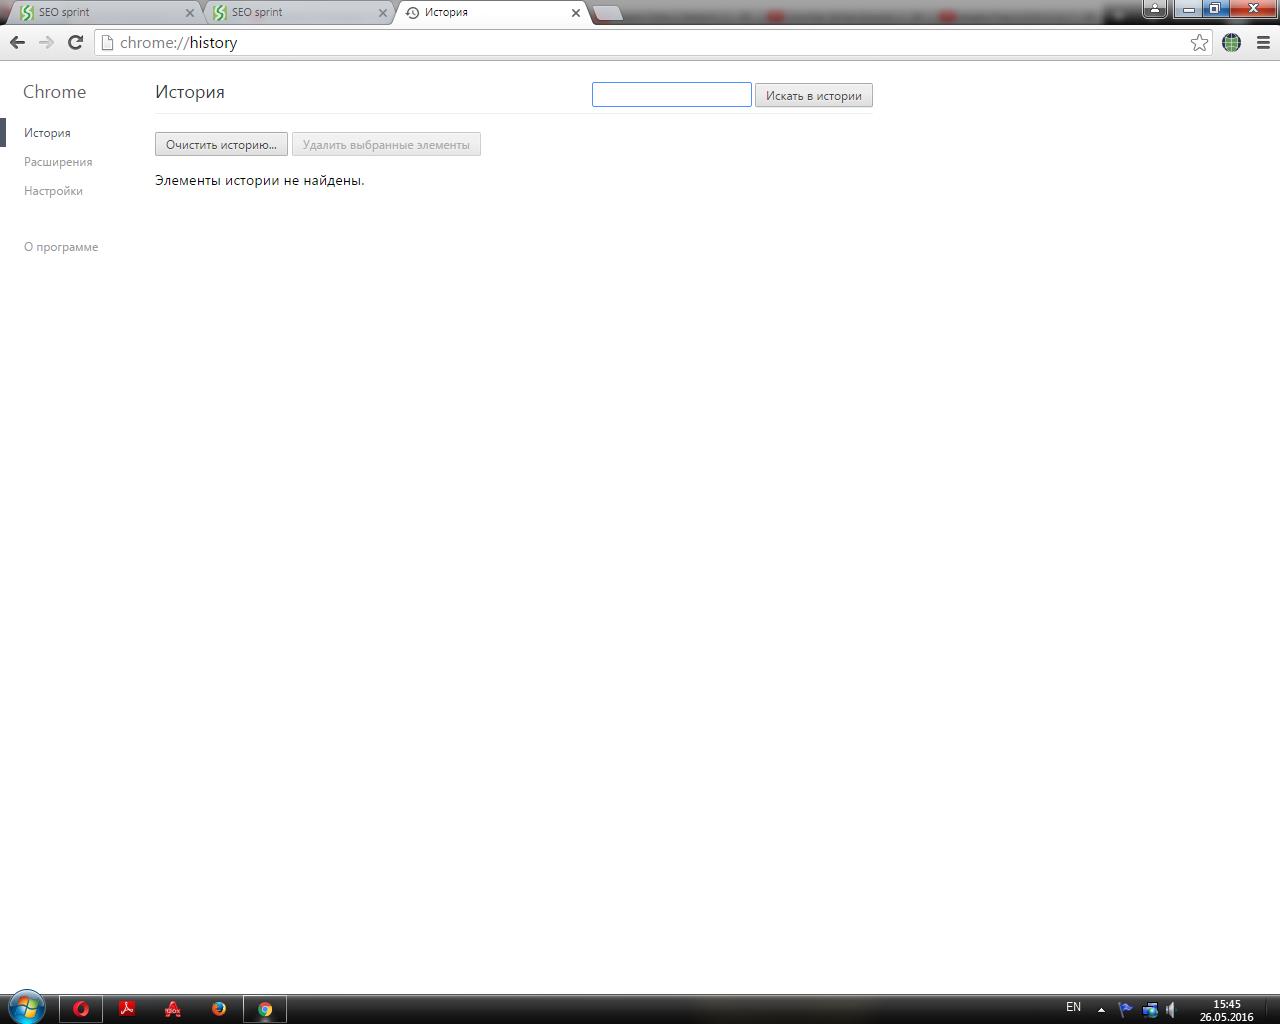 SEO sprint
SEO sprint
История
chrome://history
Chrome
История
Искать в истории
История
Расширения
Настройки
О программе
Очистить историю...
Удалить выбранные элементы
Элементы истории не найдены.
EN
15:45
26.05.2016